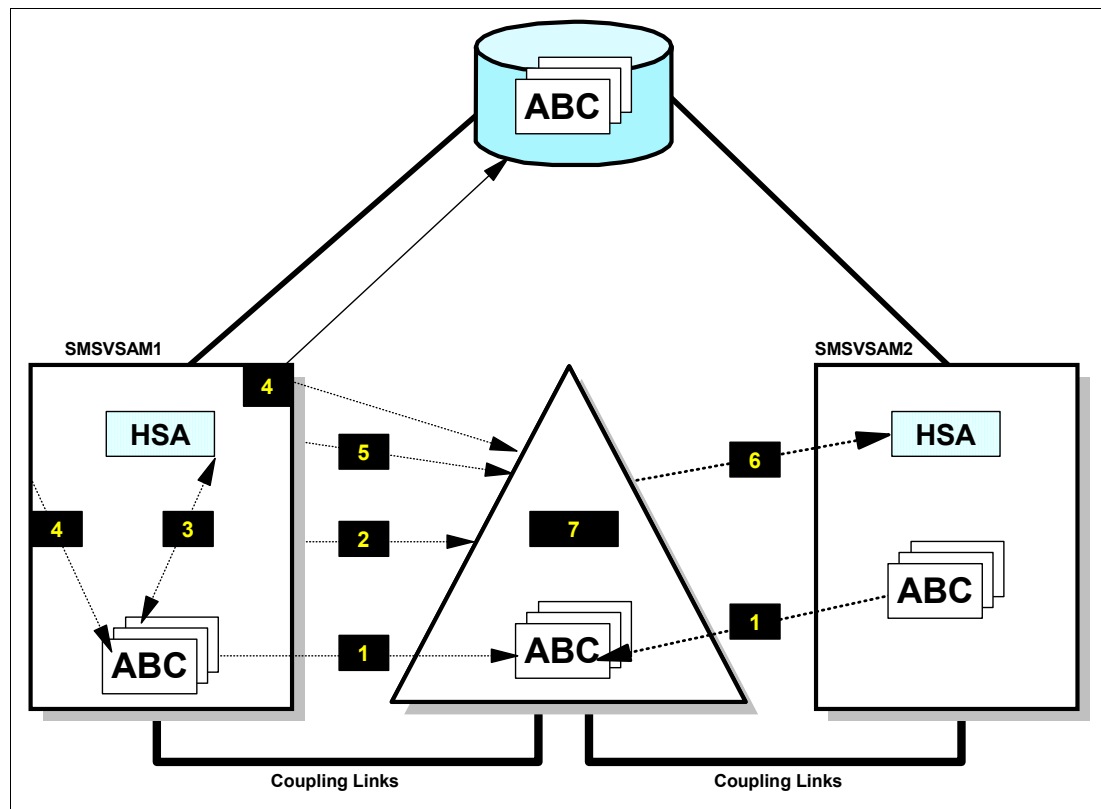 ABC
SMSVSAM1
SMSVSAM2
4
HSA
5
6
HSA
4
3
2
7
ABC
1
ABC
1
ABC
Coupling Links
Coupling Links